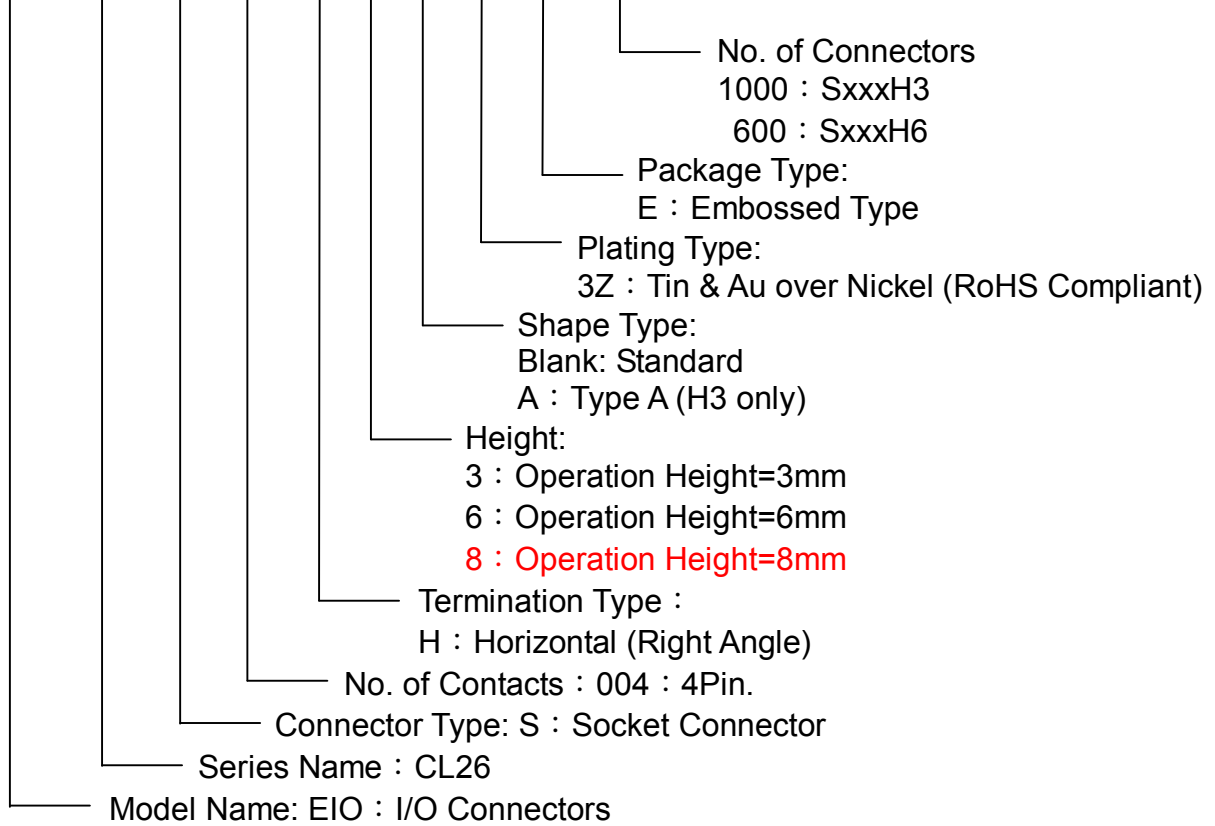 No. of Connectors
1000：SxxxH3
600：SxxxH6
Package Type:
E：Embossed Type
Plating Type:
3Z：Tin & Au over Nickel (RoHS Compliant)
Shape Type:
Blank: Standard
A：Type A (H3 only)
Height:
3：Operation Height=3mm
6：Operation Height=6mm
8：Operation Height=8mm
Termination Type：
H：Horizontal (Right Angle)
No. of Contacts：004：4Pin.
Connector Type: S：Socket Connector
Series Name：CL26
Model Name: EIO：I/O Connectors